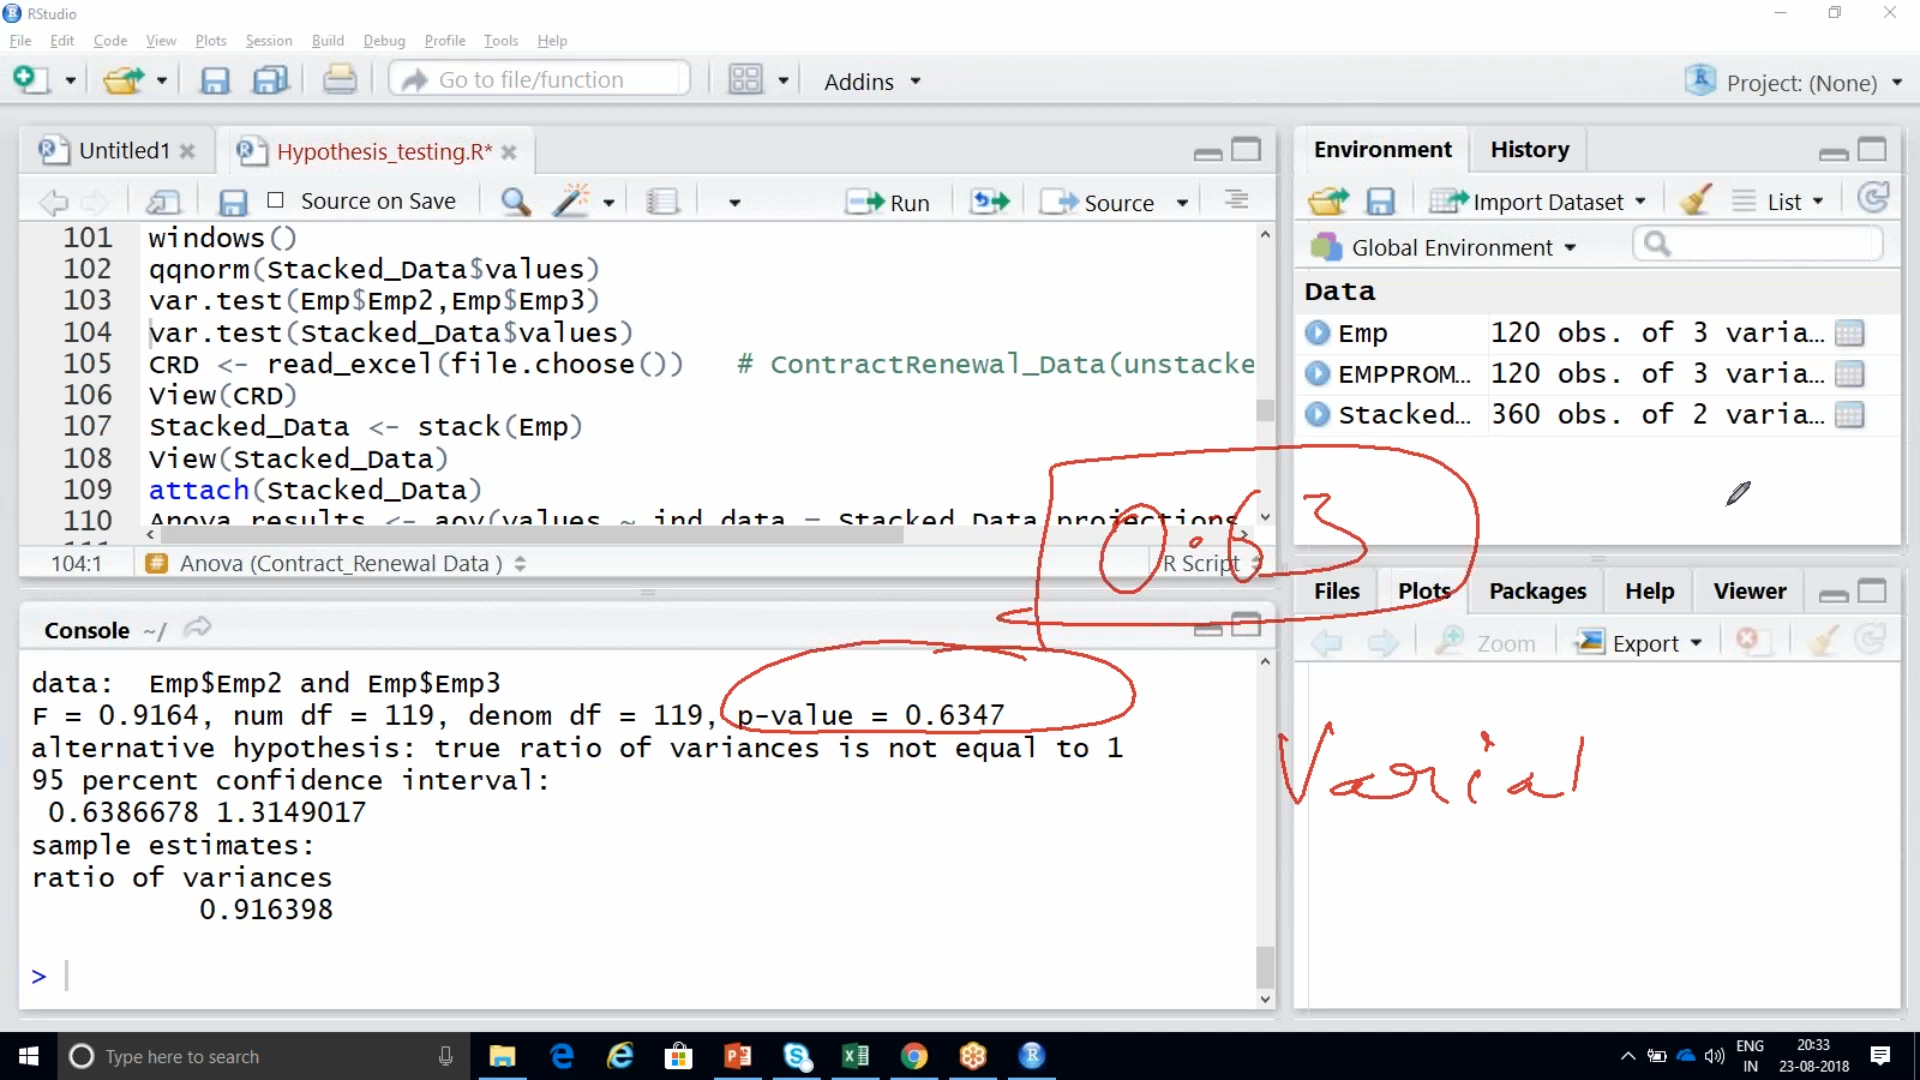 RStudio
File Edit Code View Plots Session Build Debug Profile Tools Help
Go to file/function Addins Project: (None)
Untitled1 Hypothesis_testing.R*
Source on Save Run Source
101 windows()
102 qqnorm(Stacked_Data$values)
103 var.test(Emp$Emp2,Emp$Emp3)
104 var.test(Stacked_Data$values)
105 CRD <- read_excel(file.choose()) # ContractRenewal_Data(unstacke
106 View(CRD)
107 Stacked_Data <- stack(Emp)
108 View(Stacked_Data)
109 attach(Stacked_Data)
110 Anova_results <- aov(values ~ ind,data = Stacked_Data_projections
104:1 Anova (Contract_Renewal Data ) R Script
Console ~/
data: Emp$Emp2 and Emp$Emp3
F = 0.9164, num df = 119, denom df = 119, p-value = 0.6347
alternative hypothesis: true ratio of variances is not equal to 1
95 percent confidence interval:
0.6386678 1.3149017
sample estimates:
ratio of variances
0.916398
>
Environment History
Import Dataset List
Global Environment
Data
Emp 120 obs. of 3 varia...
EMPPROM... 120 obs. of 3 varia...
Stacked... 360 obs. of 2 varia...
0.63
Files Plots Packages Help Viewer
Zoom Export
Varial
Type here to search
ENG
IN
20:33
23-08-2018